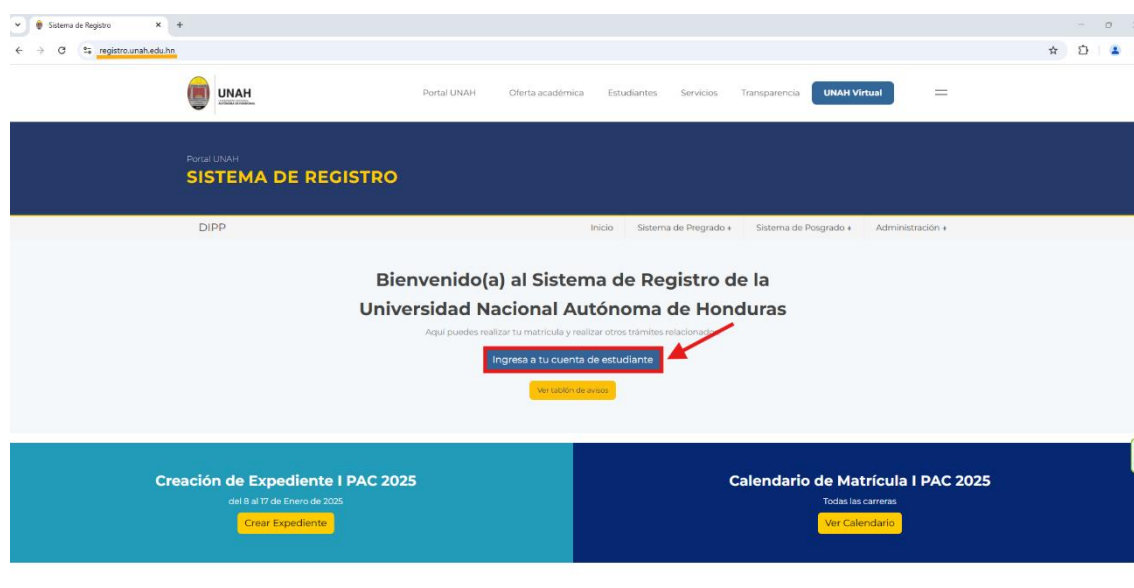 Sistema de Registro
registro.unah.edu.hn
UNAH
Portal UNAH Oferta académica Estudiantes Servicios Transparencia UNAH Virtual
Portal UNAH
SISTEMA DE REGISTRO
DIPP Inicio Sistema de Pregrado + Sistema de Posgrado + Administración +
Bienvenido(a) al Sistema de Registro de la
Universidad Nacional Autónoma de Honduras
Aquí puedes realizar tu matrícula y realizar otros trámites relacionados
Ingresa a tu cuenta de estudiante
Ver tablón de avisos
Creación de Expediente I PAC 2025
del 8 al 17 de Enero de 2025
Crear Expediente
Calendario de Matrícula I PAC 2025
Todas las carreras
Ver Calendario